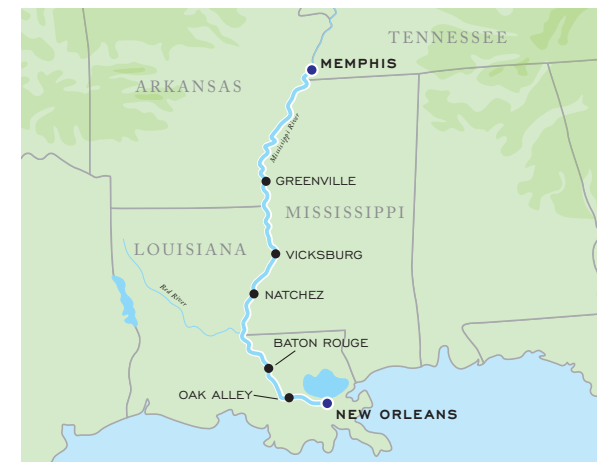 TENNESSEE
MEMPHIS
ARKANSAS
Mississippi River
GREENVILLE
MISSISSIPPI
LOUISIANA
VICKSBURG
Red River
NATCHEZ
BATON ROUGE
OAK ALLEY
NEW ORLEANS